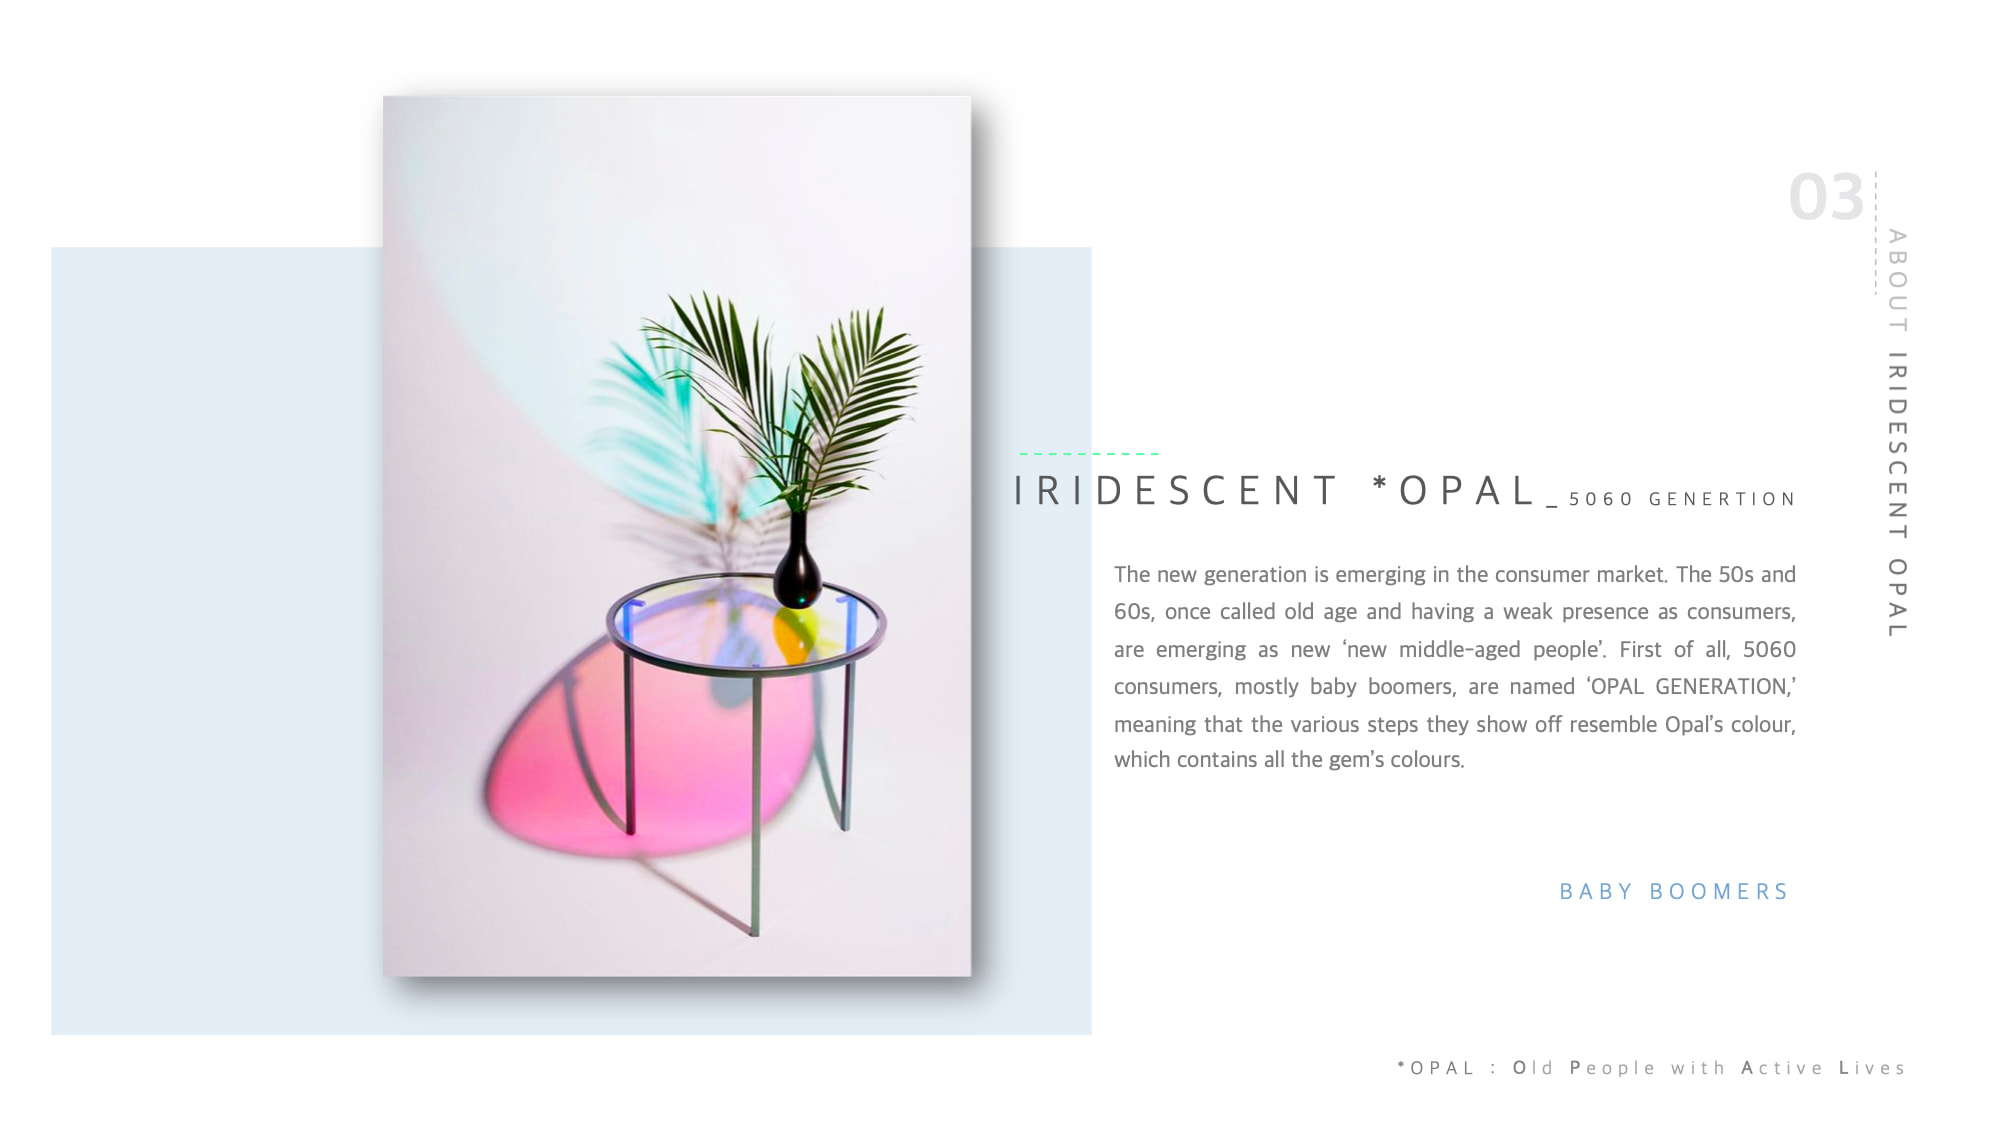 03
ABOUT IRIDESCENT OPAL
IRIDESCENT *OPAL_ 5060 GENERTION
The new generation is emerging in the consumer market. The 50s and
60s, once called old age and having a weak presence as consumers,
are emerging as new ‘new middle-aged people’. First of all, 5060
consumers, mostly baby boomers, are named ‘OPAL GENERATION,’
meaning that the various steps they show off resemble Opal’s colour,
which contains all the gem’s colours.
BABY BOOMERS
*OPAL : Old People with Active Lives